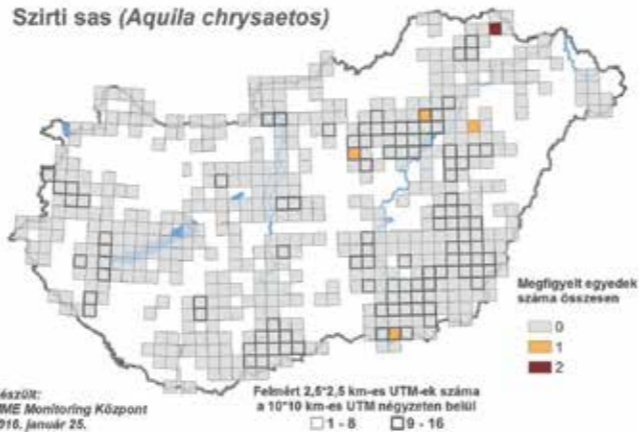 Szirti sas (Aquila chrysaetos)
Megfigyelt egyedek
száma összesen
0
1
2
észült:
ME Monitoring Központ
016. január 25.
Felmért 2,5*2,5 km-es UTM-ek száma
a 10*10 km-es UTM négyzeten belül
1 - 8
9 - 16